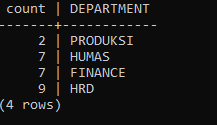 count | DEPARTMENT
-------+------------
2 | PRODUKSI
7 | HUMAS
7 | FINANCE
9 | HRD
(4 rows)